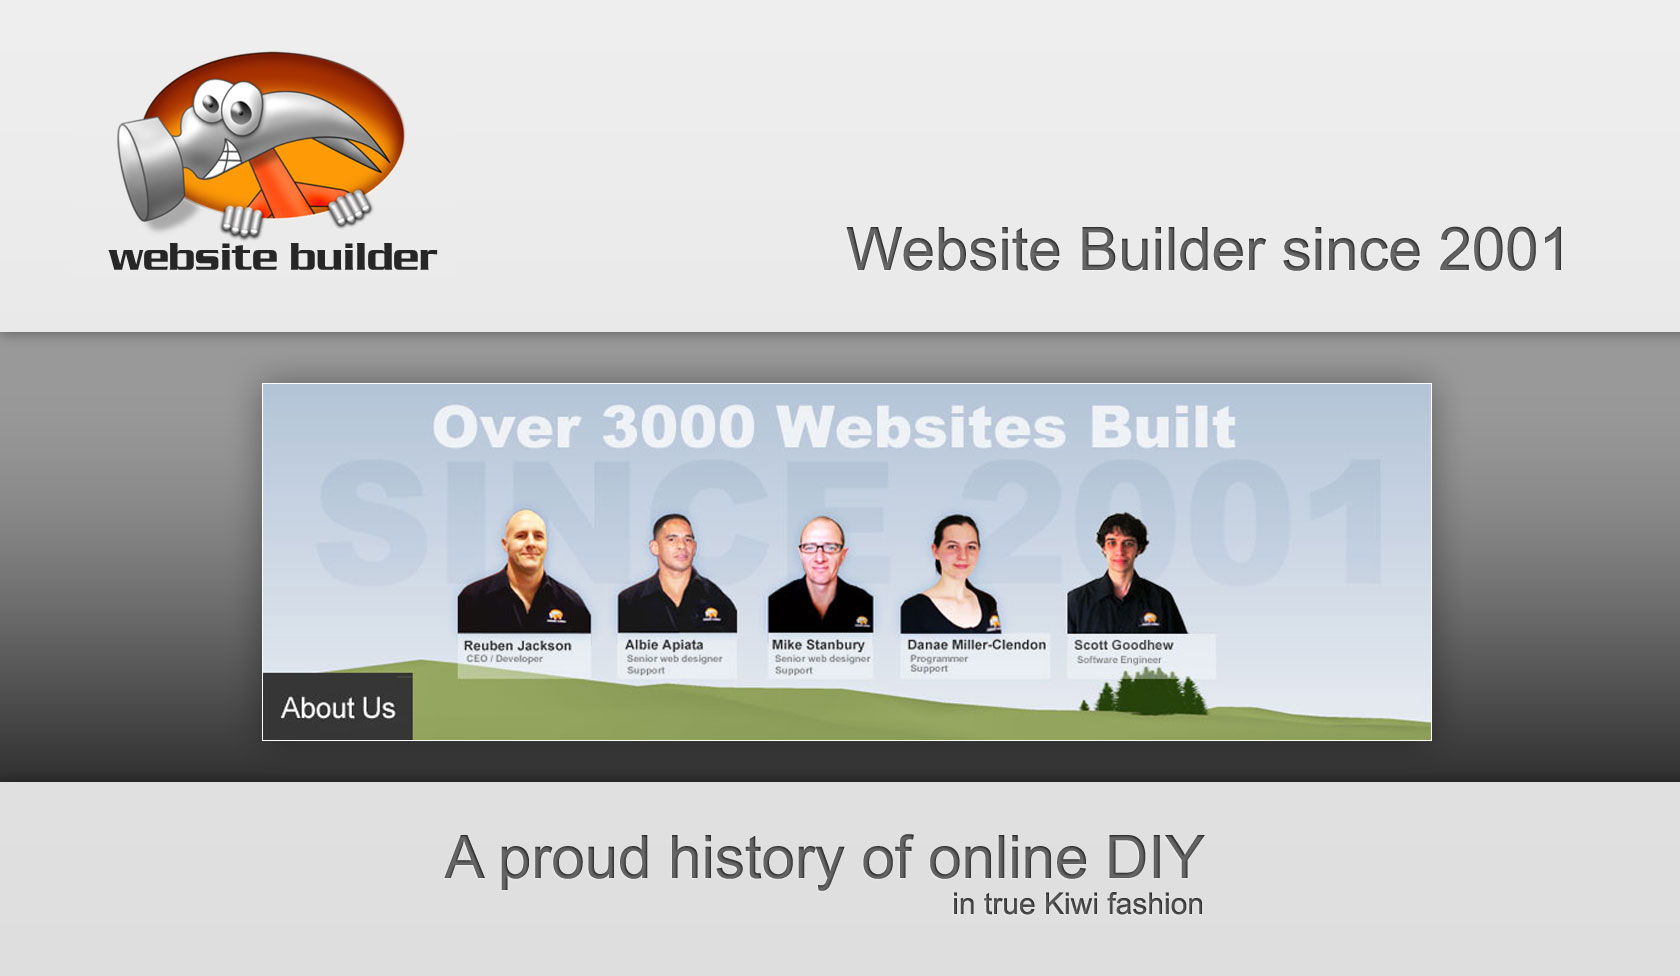 website builder
Website Builder since 2001
Over 3000 Websites Built
SINCE 2001
Reuben Jackson
CEO / Developer
Albie Apiata
Senior web designer
Support
Mike Stanbury
Senior web designer
Support
Danae Miller-Clendon
Programmer
Support
Scott Goodhew
Software Engineer
About Us
A proud history of online DIY
in true Kiwi fashion